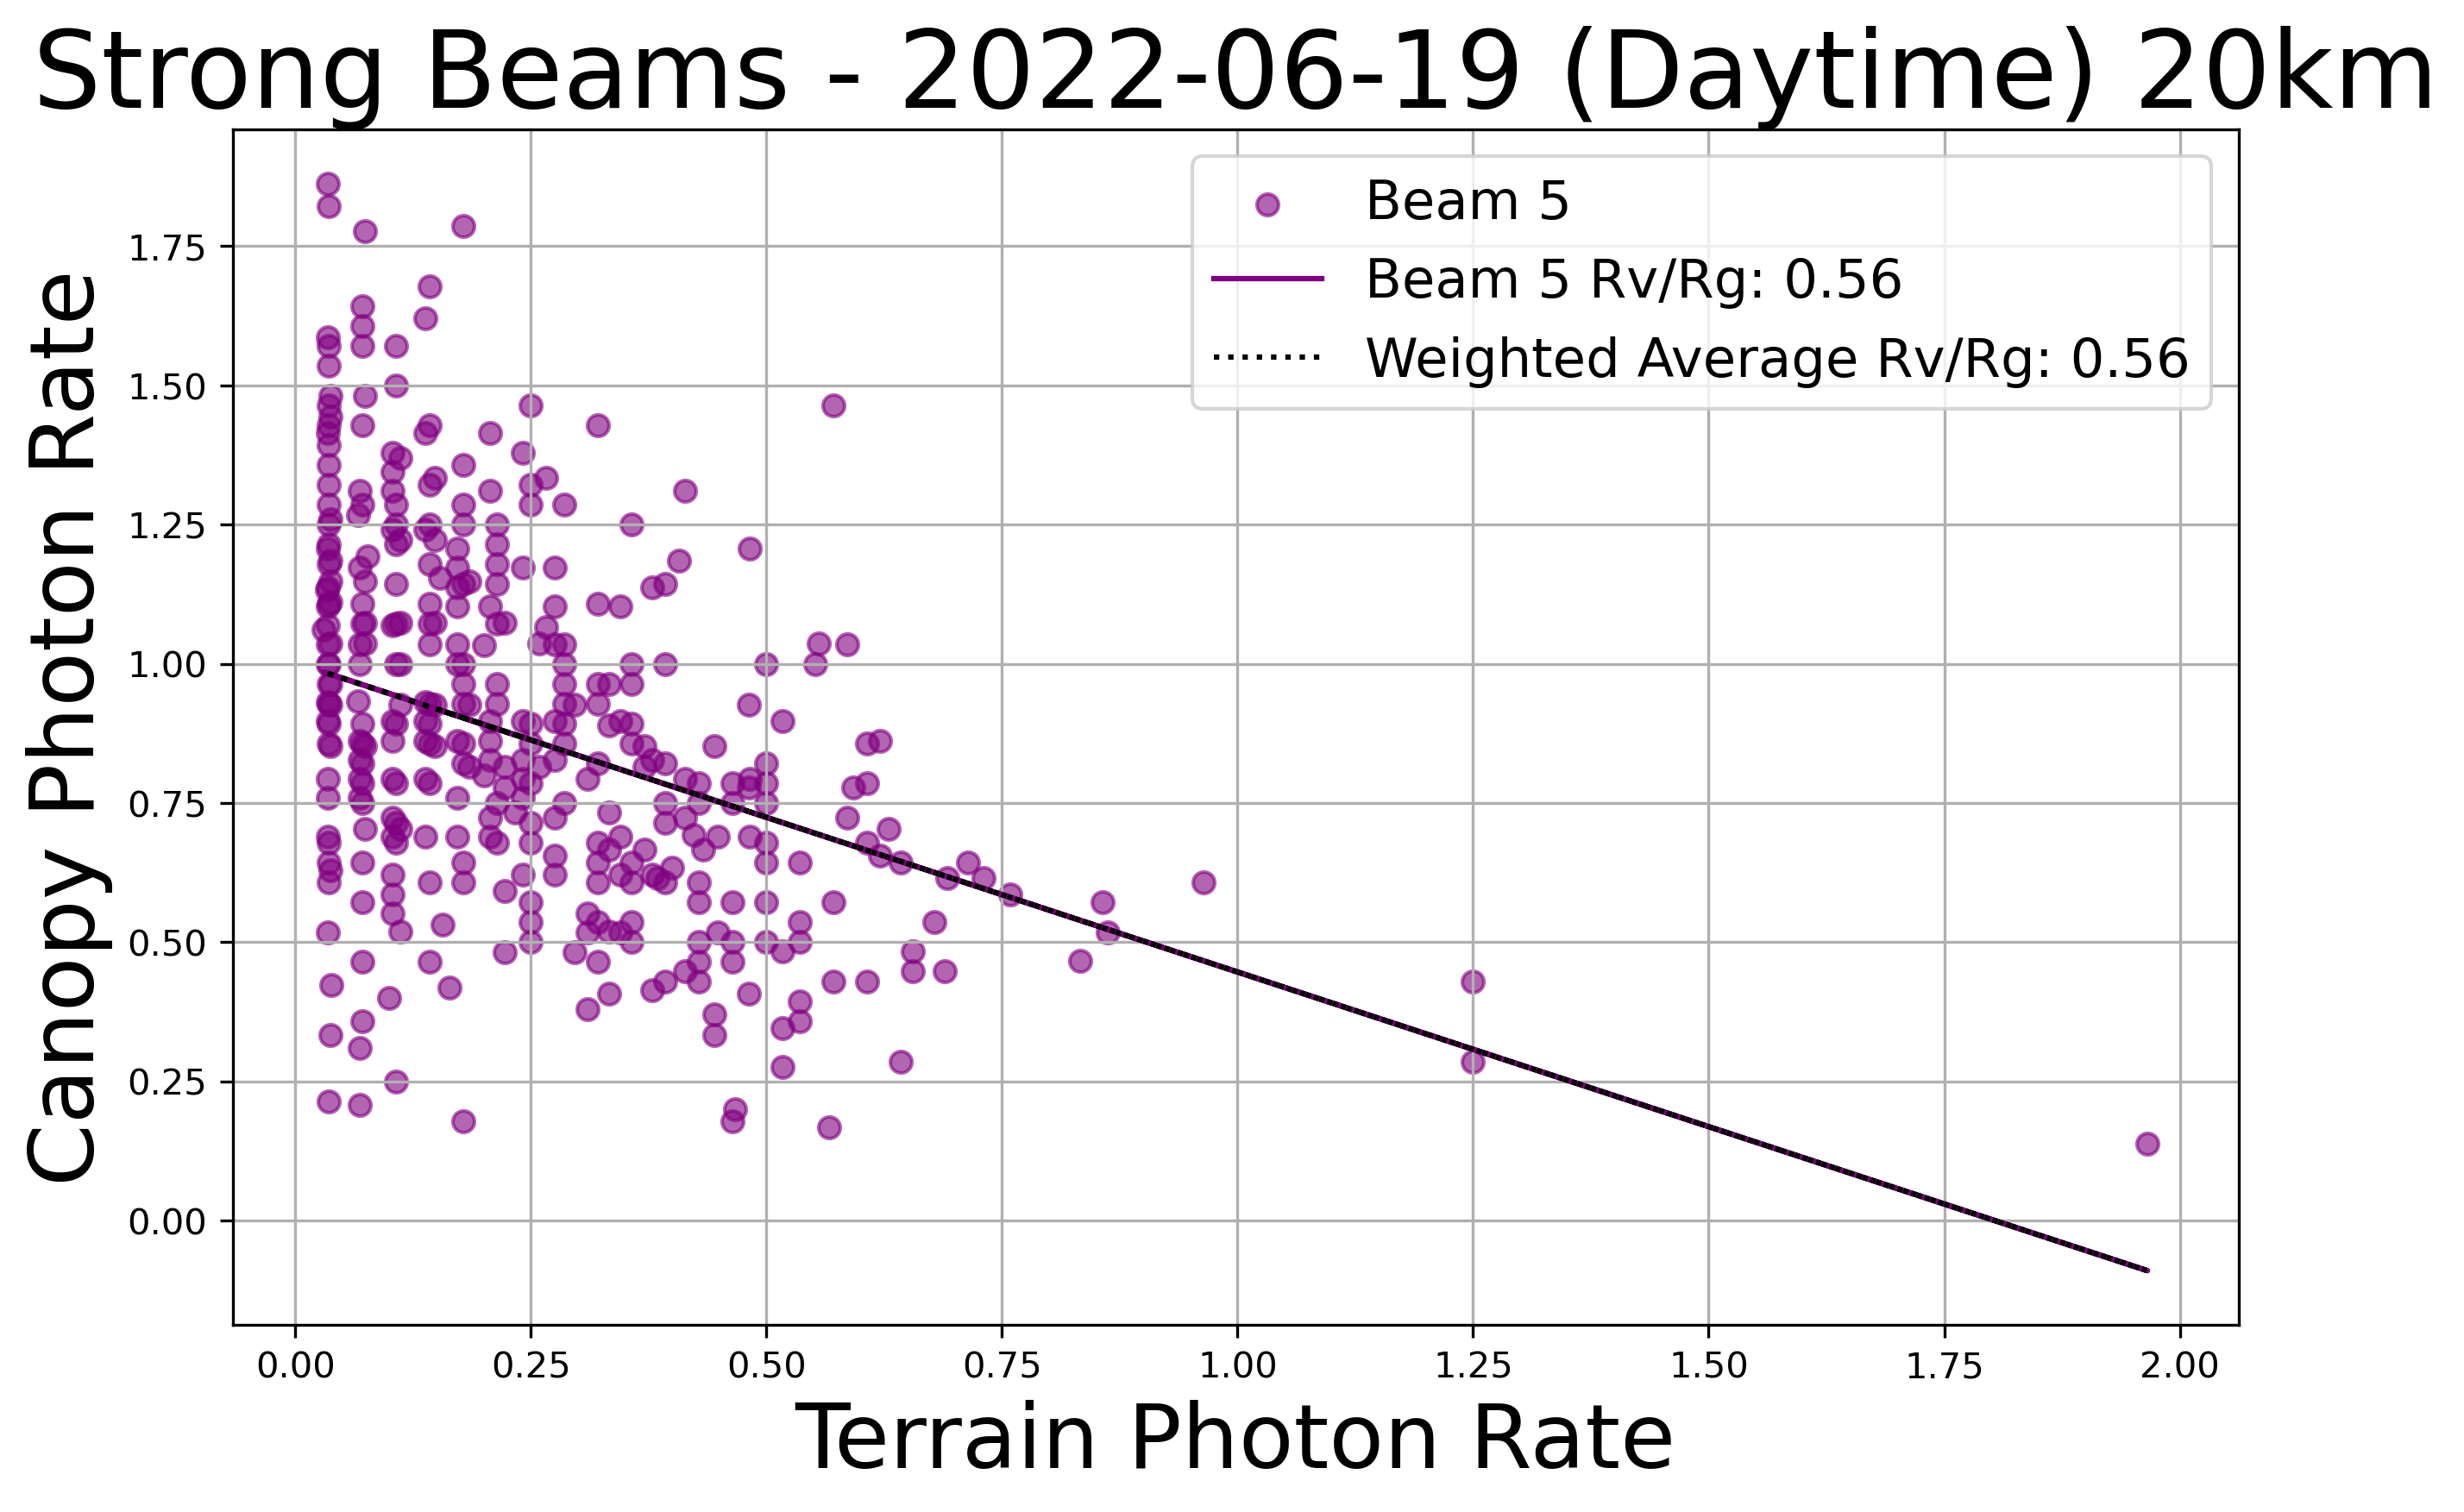 Strong Beams - 2022-06-19 (Daytime) 20km
Beam 5
Beam 5 Rv/Rg: 0.56
Weighted Average Rv/Rg: 0.56
Canopy Photon Rate
1.75
1.50
1.25
1.00
0.75
0.50
0.25
0.00
0.00 0.25 0.50 0.75 1.00 1.25 1.50 1.75 2.00
Terrain Photon Rate